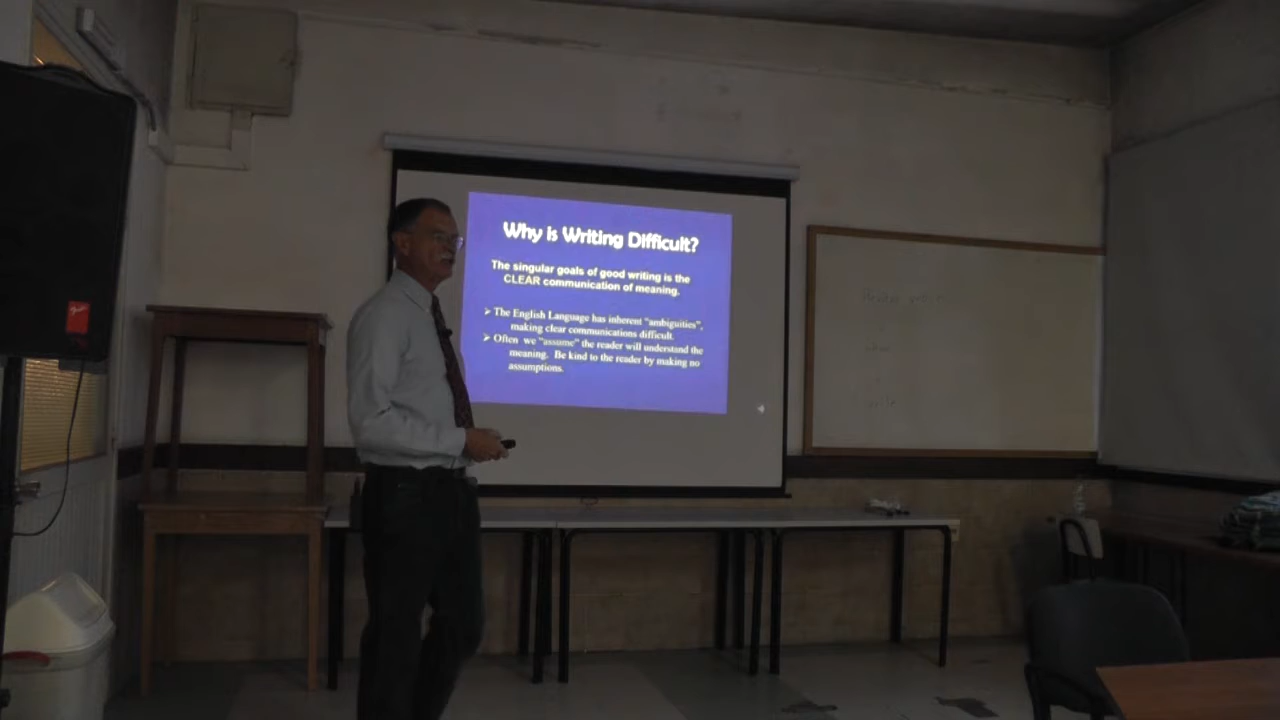 Why is Writing Difficult?
The singular goals of good writing is the
CLEAR communication of meaning.
➢ The English Language has inherent "ambiguities",
making clear communications difficult.
➢ Often we "assume" the reader will understand the
meaning. Be kind to the reader by making no
assumptions.